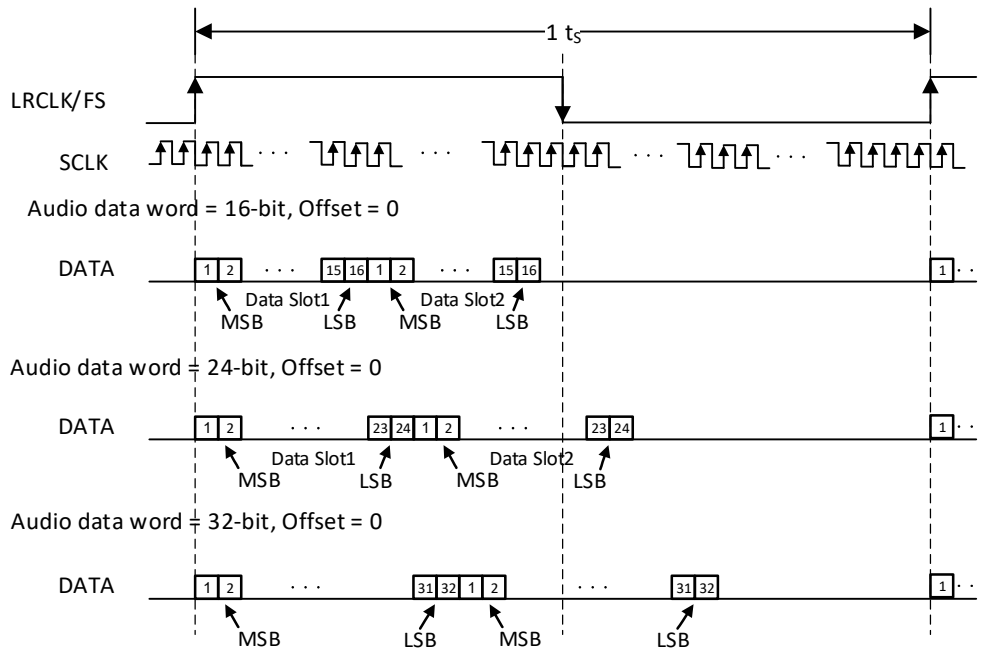 1 tS
LRCLK/FS
SCLK
. . .
. . .
. . .
. . .
Audio data word = 16-bit, Offset = 0
DATA
1 2 . . . 15 16 1 2 . . . 15 16 1 . .
Data Slot1 Data Slot2
MSB LSB MSB LSB
Audio data word = 24-bit, Offset = 0
DATA
1 2 . . . 23 24 1 2 . . . 23 24 1 . .
Data Slot1 Data Slot2
MSB LSB MSB LSB
Audio data word = 32-bit, Offset = 0
DATA
1 2 . . . 31 32 1 2 . . . 31 32 1 . .
MSB LSB MSB LSB